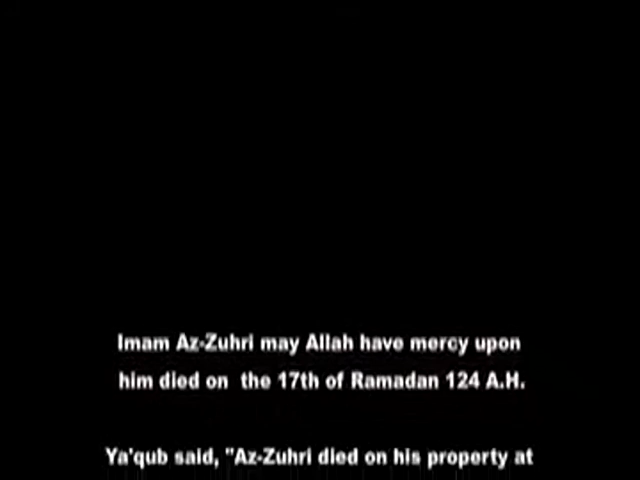 Imam Az-Zuhri may Allah have mercy upon
him died on the 17th of Ramadan 124 A.H.
Ya'qub said, "Az-Zuhri died on his property at